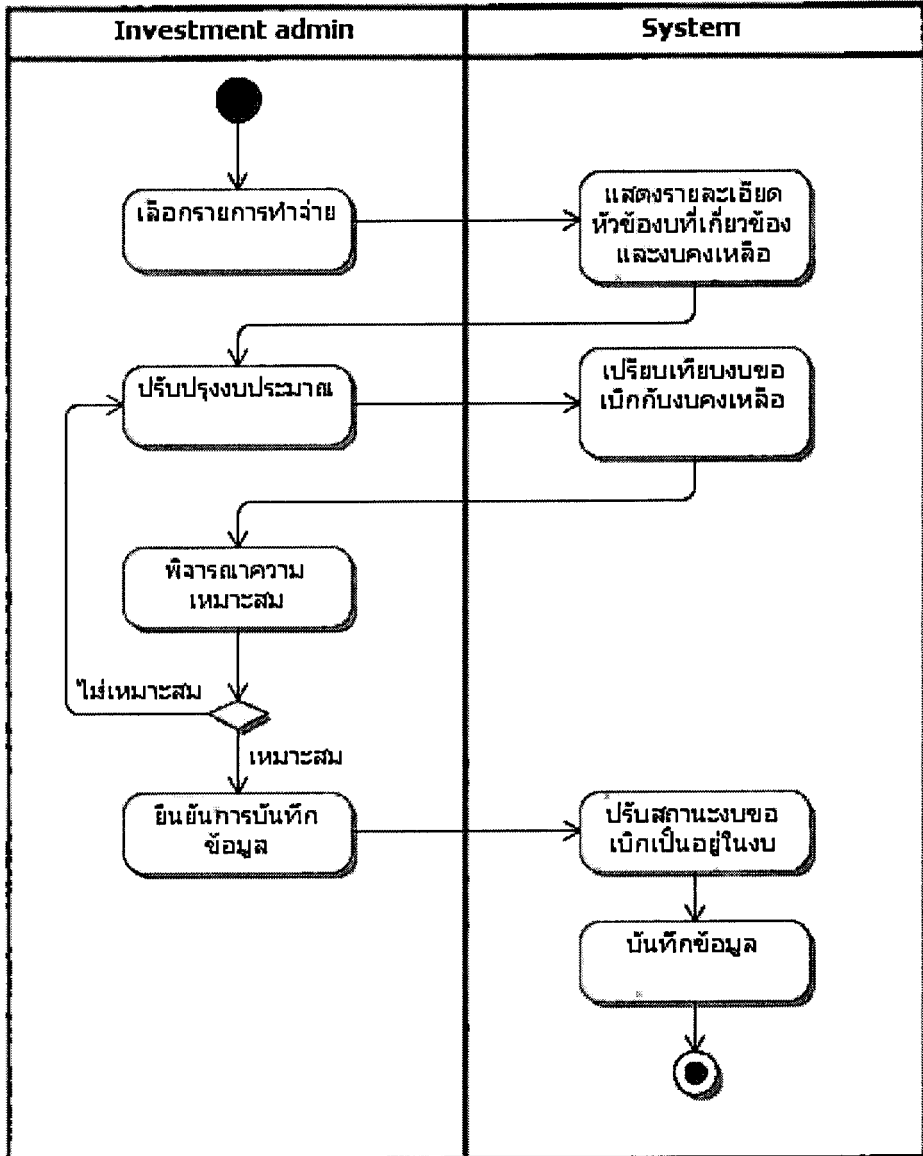 Investment admin
System
เลือกรายการทำจ่าย
แสดงรายละเอียด
หัวข้องบที่เกี่ยวข้อง
และงบคงเหลือ
ปรับปรุงงบประมาณ
เปรียบเทียบงบขอ
เบิกกับงบคงเหลือ
พิจารณาความ
เหมาะสม
ไม่เหมาะสม
เหมาะสม
ยืนยันการบันทึก
ข้อมูล
ปรับสถานะงบขอ
เบิกเป็นอยู่ในงบ
บันทึกข้อมูล